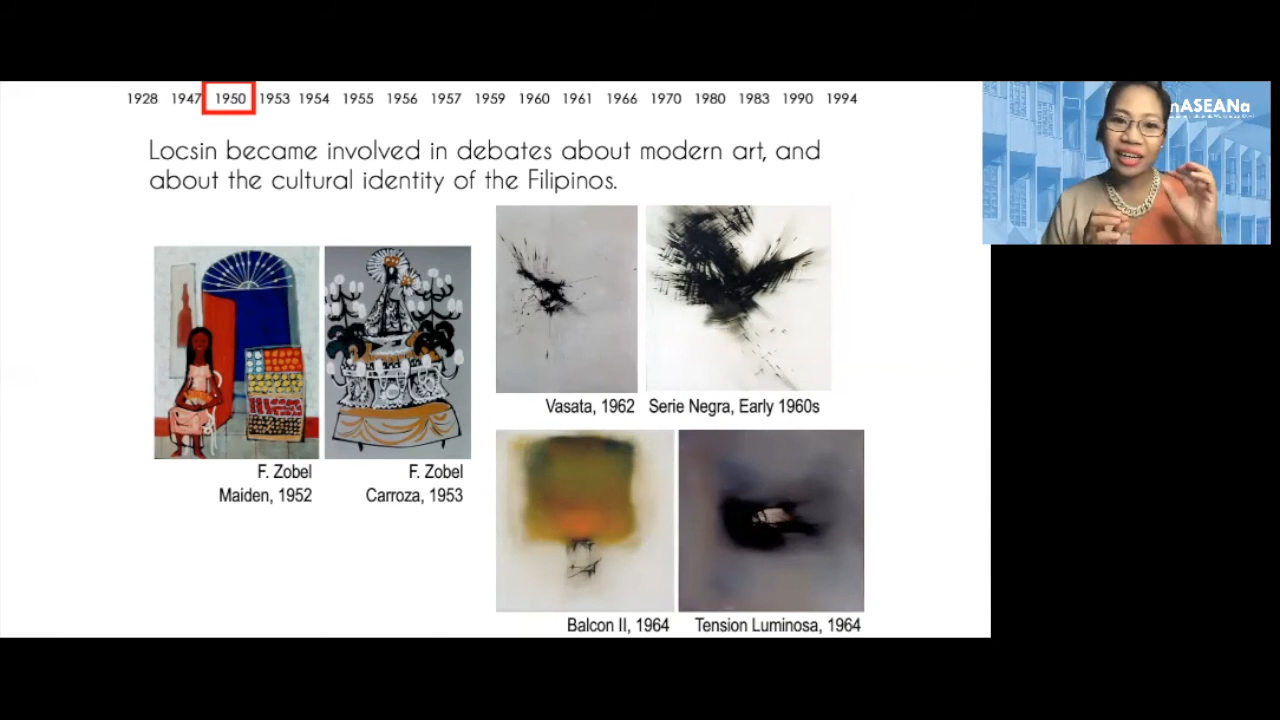 1928 1947 1950 1953 1954 1955 1956 1957 1959 1960 1961 1966 1970 1980 1983 1990 1994
Locsin became involved in debates about modern art, and
about the cultural identity of the Filipinos.
nASEANa
Vasata, 1962
Serie Negra, Early 1960s
F. Zobel
Maiden, 1952
F. Zobel
Carroza, 1953
Balcon II, 1964
Tension Luminosa, 1964